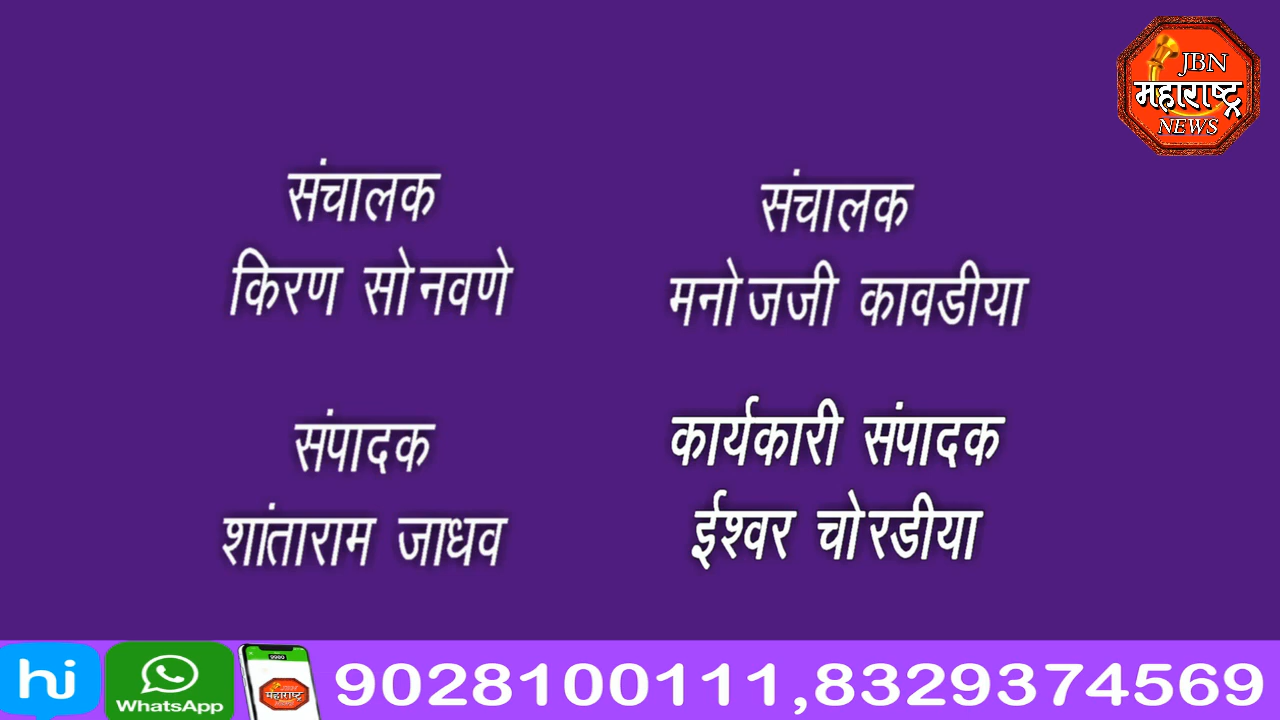 JBN
महाराष्ट्र
NEWS
संचालक
किरण सोनवणे
संचालक
मनोजजी कावडीया
संपादक
शांताराम जाधव
कार्यकारी संपादक
ईश्वर चोरडीया
hi
WhatsApp
महाराष्ट्र
9028100111,8329374569